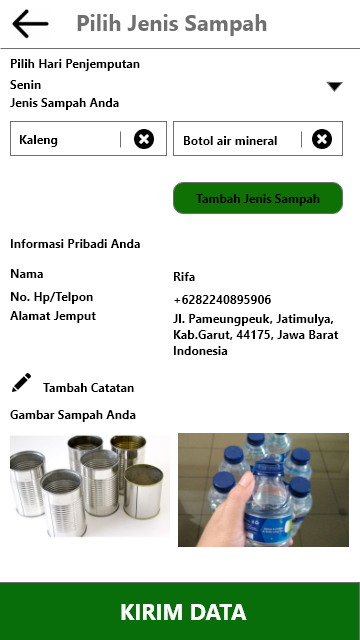 Pilih Jenis Sampah
Pilih Hari Penjemputan
Senin
Jenis Sampah Anda
Kaleng
Botol air mineral
Tambah Jenis Sampah
Informasi Pribadi Anda
Nama
Rifa
No. Hp/Telpon
+6282240895906
Alamat Jemput
Jl. Pameungpeuk, Jatimulya,
Kab.Garut, 44175, Jawa Barat
Indonesia
Tambah Catatan
Gambar Sampah Anda
KIRIM DATA